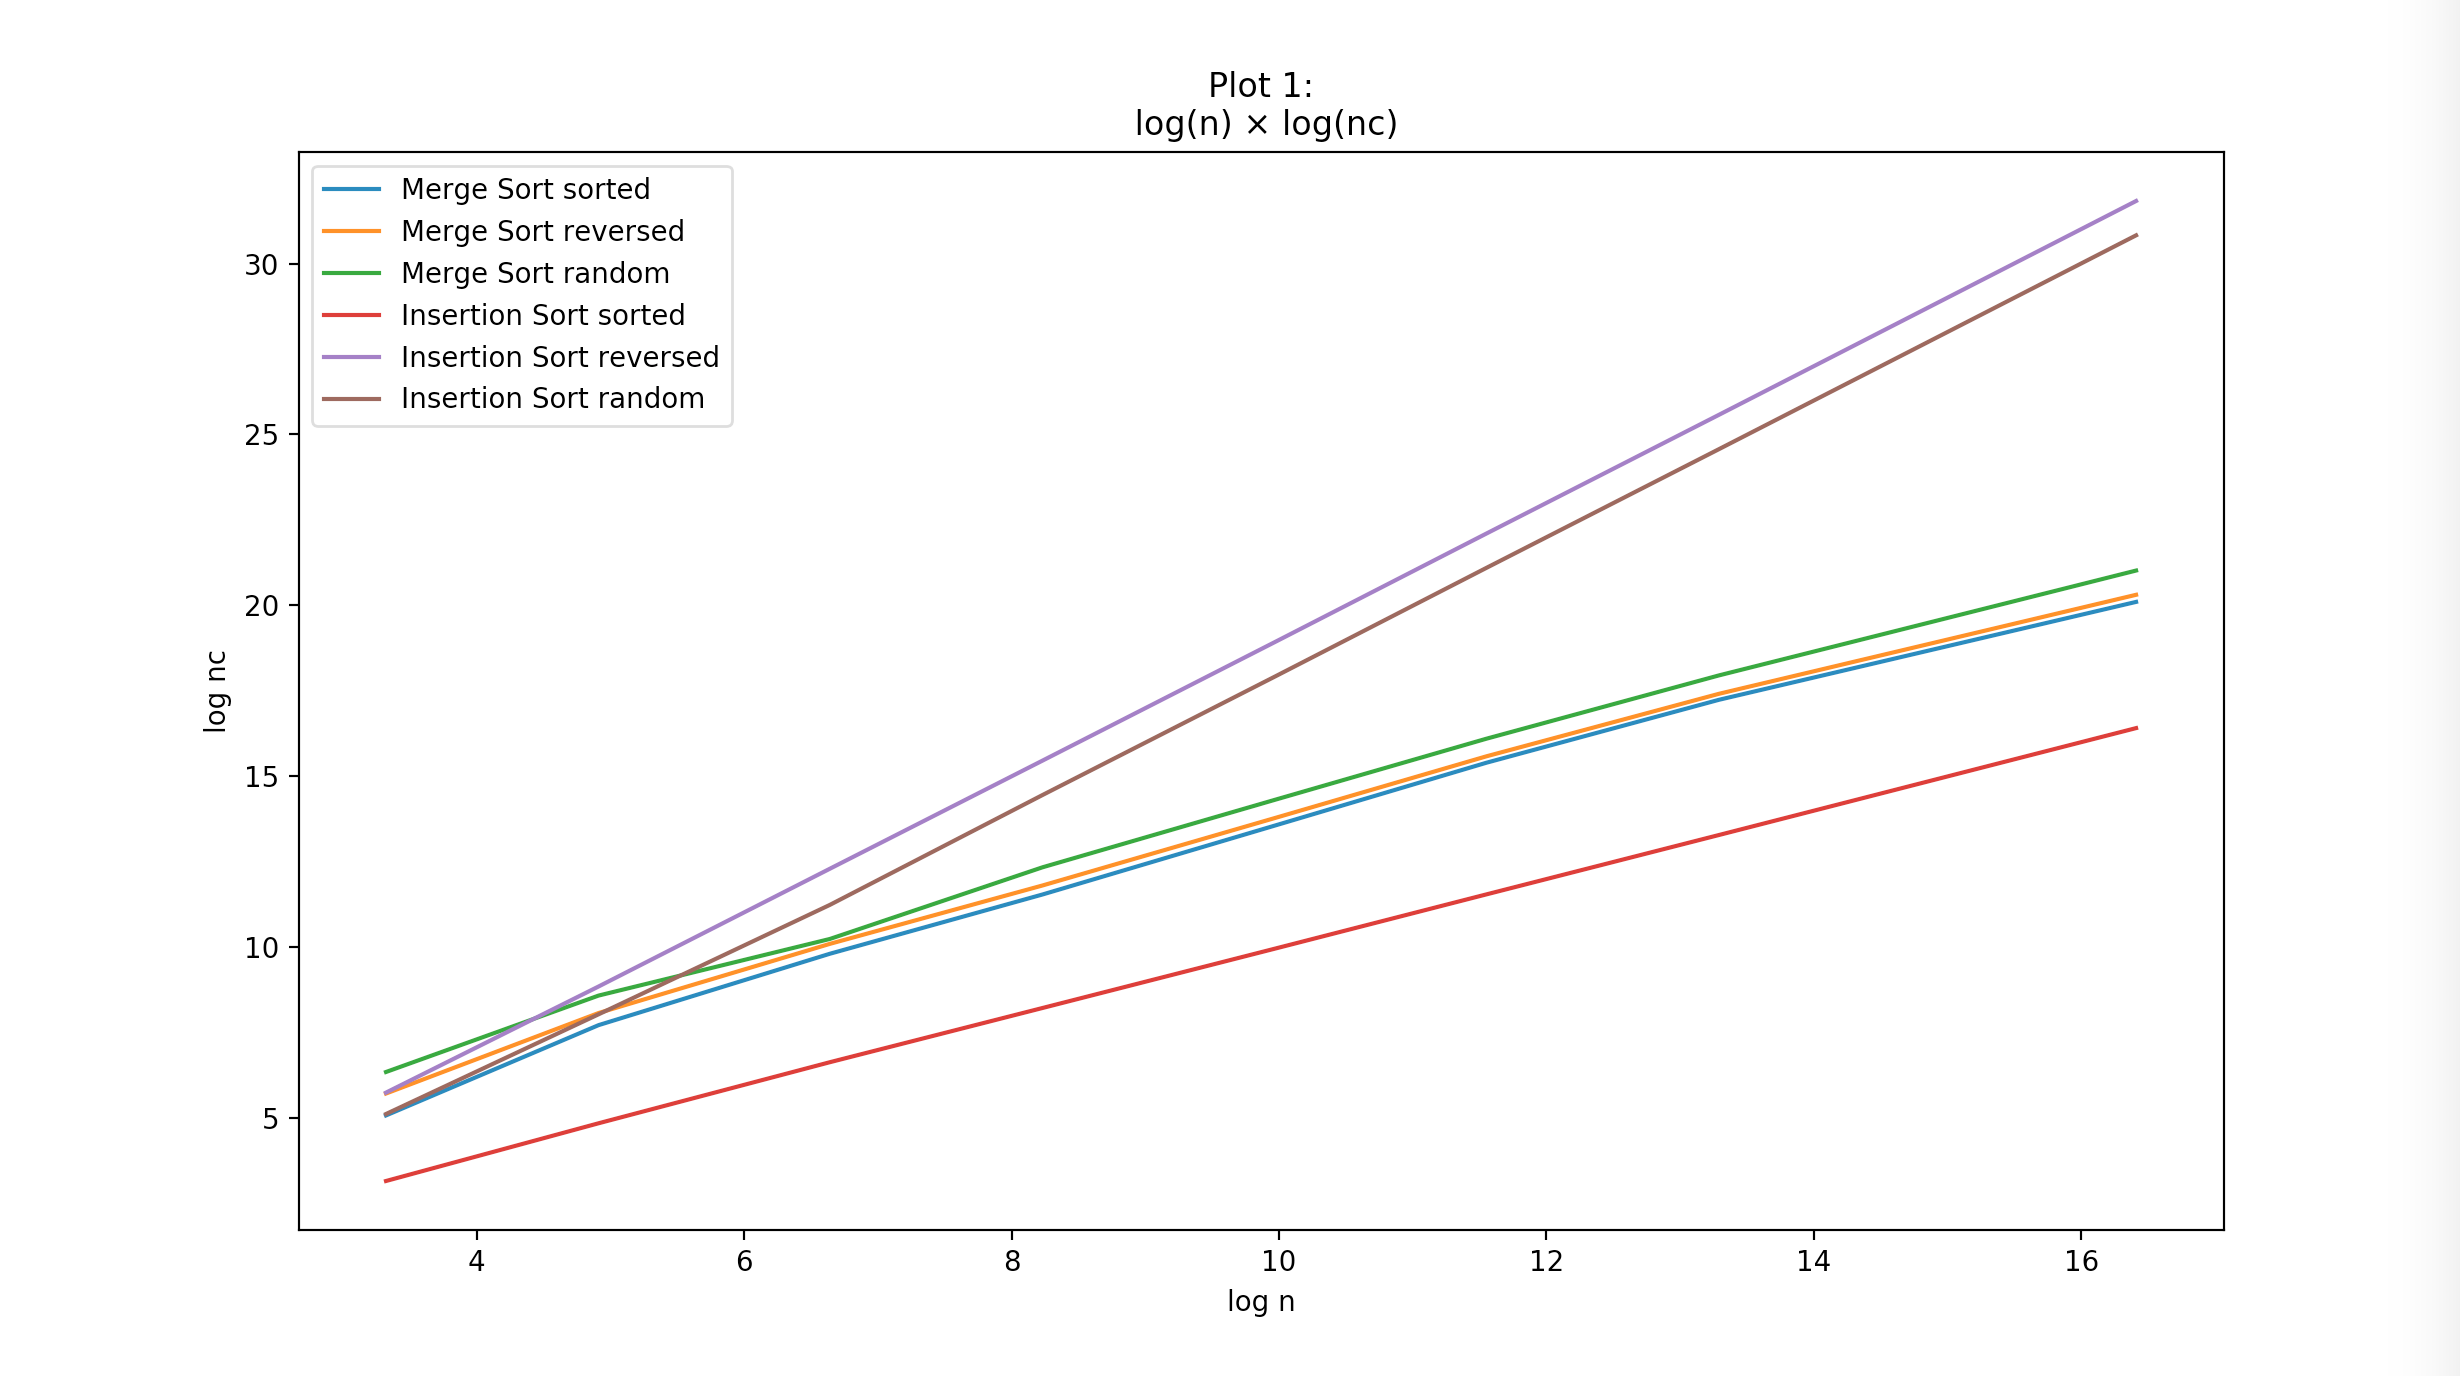 Plot 1:
log(n) × log(nc)
Merge Sort sorted
Merge Sort reversed
Merge Sort random
Insertion Sort sorted
Insertion Sort reversed
Insertion Sort random
30
25
20
15
10
5
log nc
4 6 8 10 12 14 16
log n